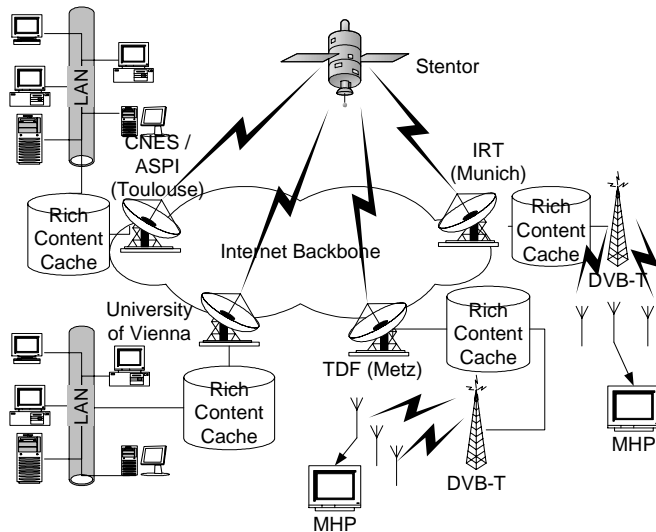 Stentor
LAN
CNES /
ASPI
(Toulouse)
IRT
(Munich)
Rich
Content
Cache
Internet Backbone
Rich
Content
Cache
DVB-T
University
of Vienna
TDF (Metz)
Rich
Content
Cache
LAN
Rich
Content
Cache
MHP
DVB-T
MHP